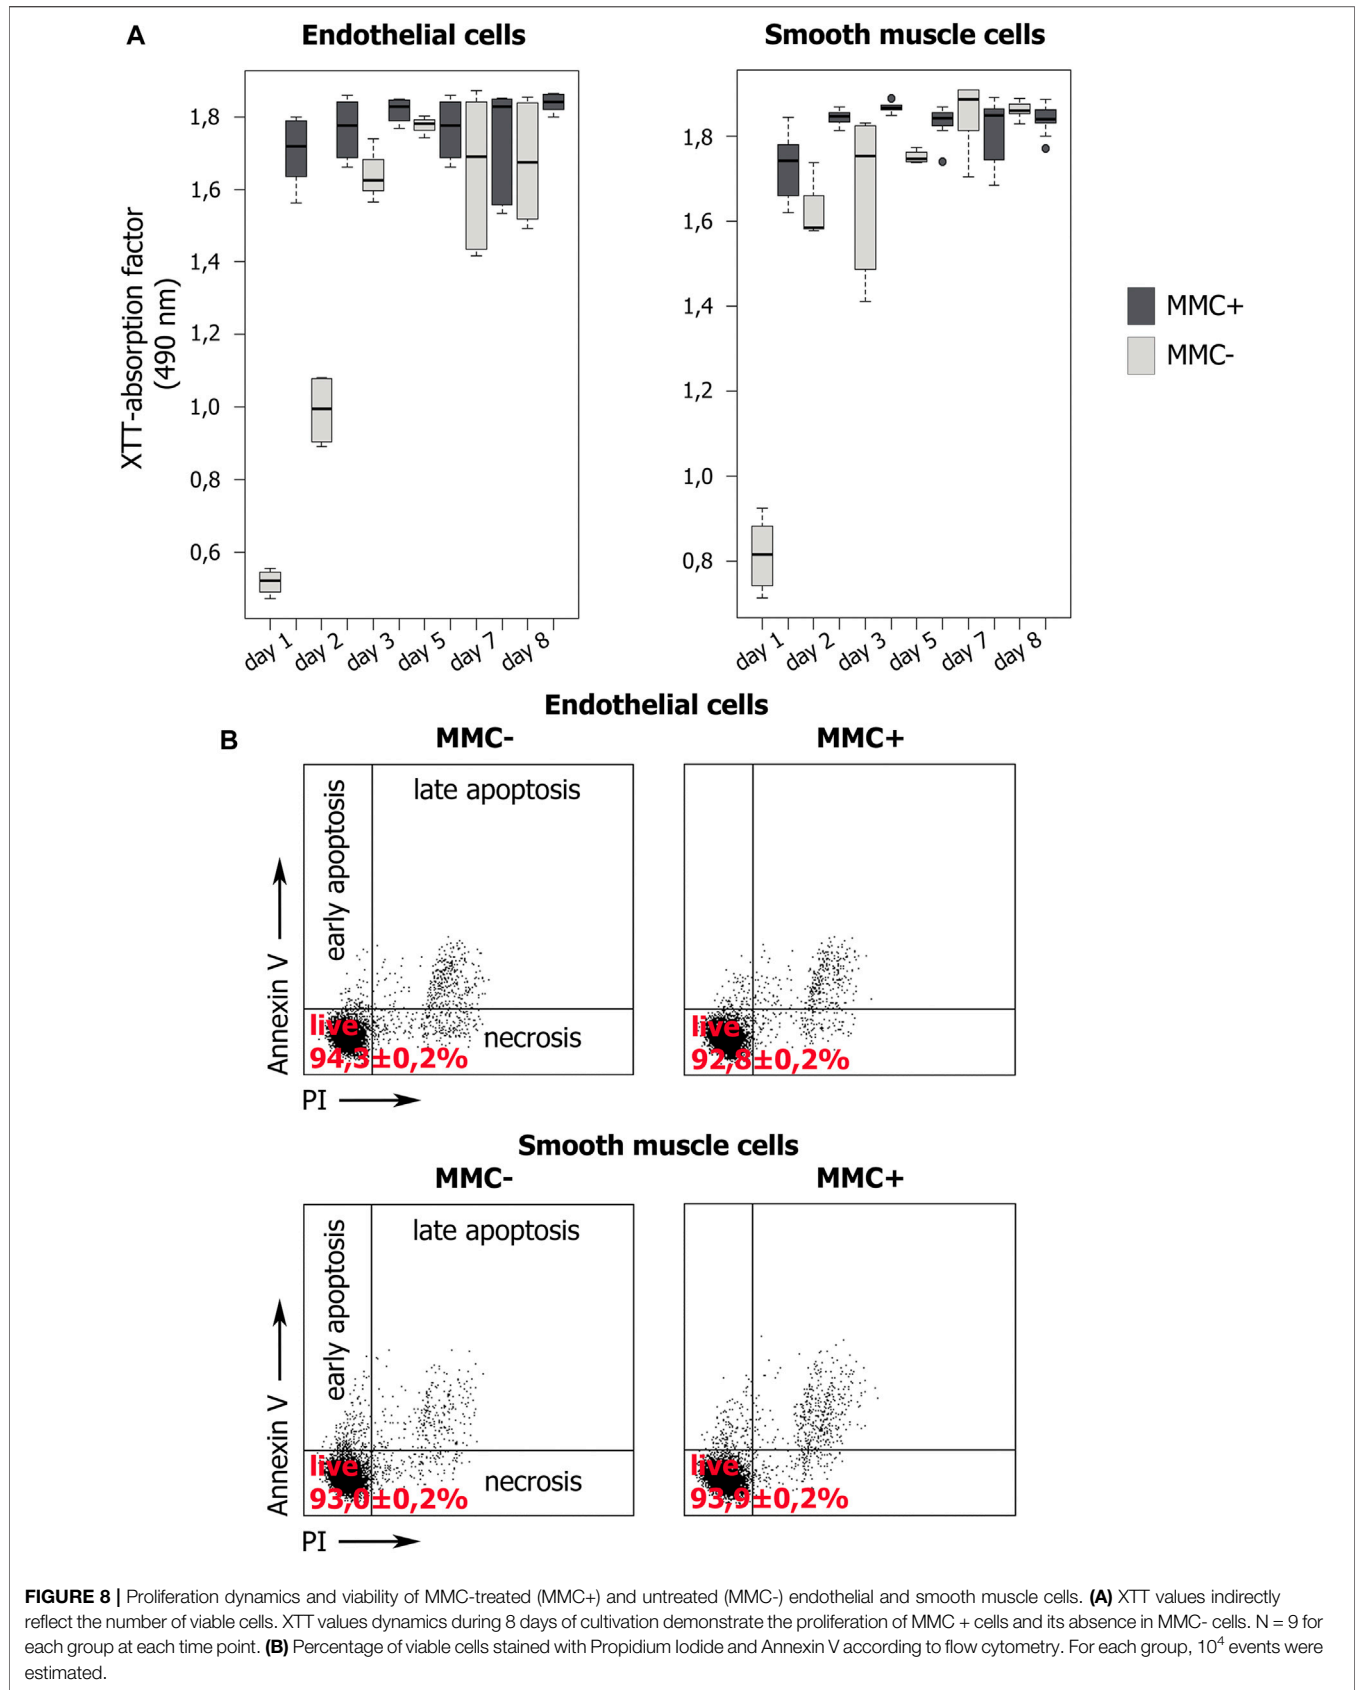 A
Endothelial cells
Smooth muscle cells
XTT-absorption factor
(490 nm)
1,8
1,6
1,4
1,2
1,0
0,8
0,6
day 1
day 2
day 3
day 5
day 7
day 8
1,8
1,6
1,4
1,2
1,0
0,8
day 1
day 2
day 3
day 5
day 7
day 8
MMC+
MMC-
B
Endothelial cells
MMC-
MMC+
early apoptosis
late apoptosis
Annexin V
live
94,3±0,2%
necrosis
PI
live
92,8±0,2%
Smooth muscle cells
MMC-
MMC+
early apoptosis
late apoptosis
Annexin V
live
93,0±0,2%
necrosis
PI
live
93,9±0,2%
FIGURE 8 | Proliferation dynamics and viability of MMC-treated (MMC+) and untreated (MMC-) endothelial and smooth muscle cells. (A) XTT values indirectly
reflect the number of viable cells. XTT values dynamics during 8 days of cultivation demonstrate the proliferation of MMC + cells and its absence in MMC- cells. N = 9 for
each group at each time point. (B) Percentage of viable cells stained with Propidium Iodide and Annexin V according to flow cytometry. For each group, 10⁴ events were
estimated.